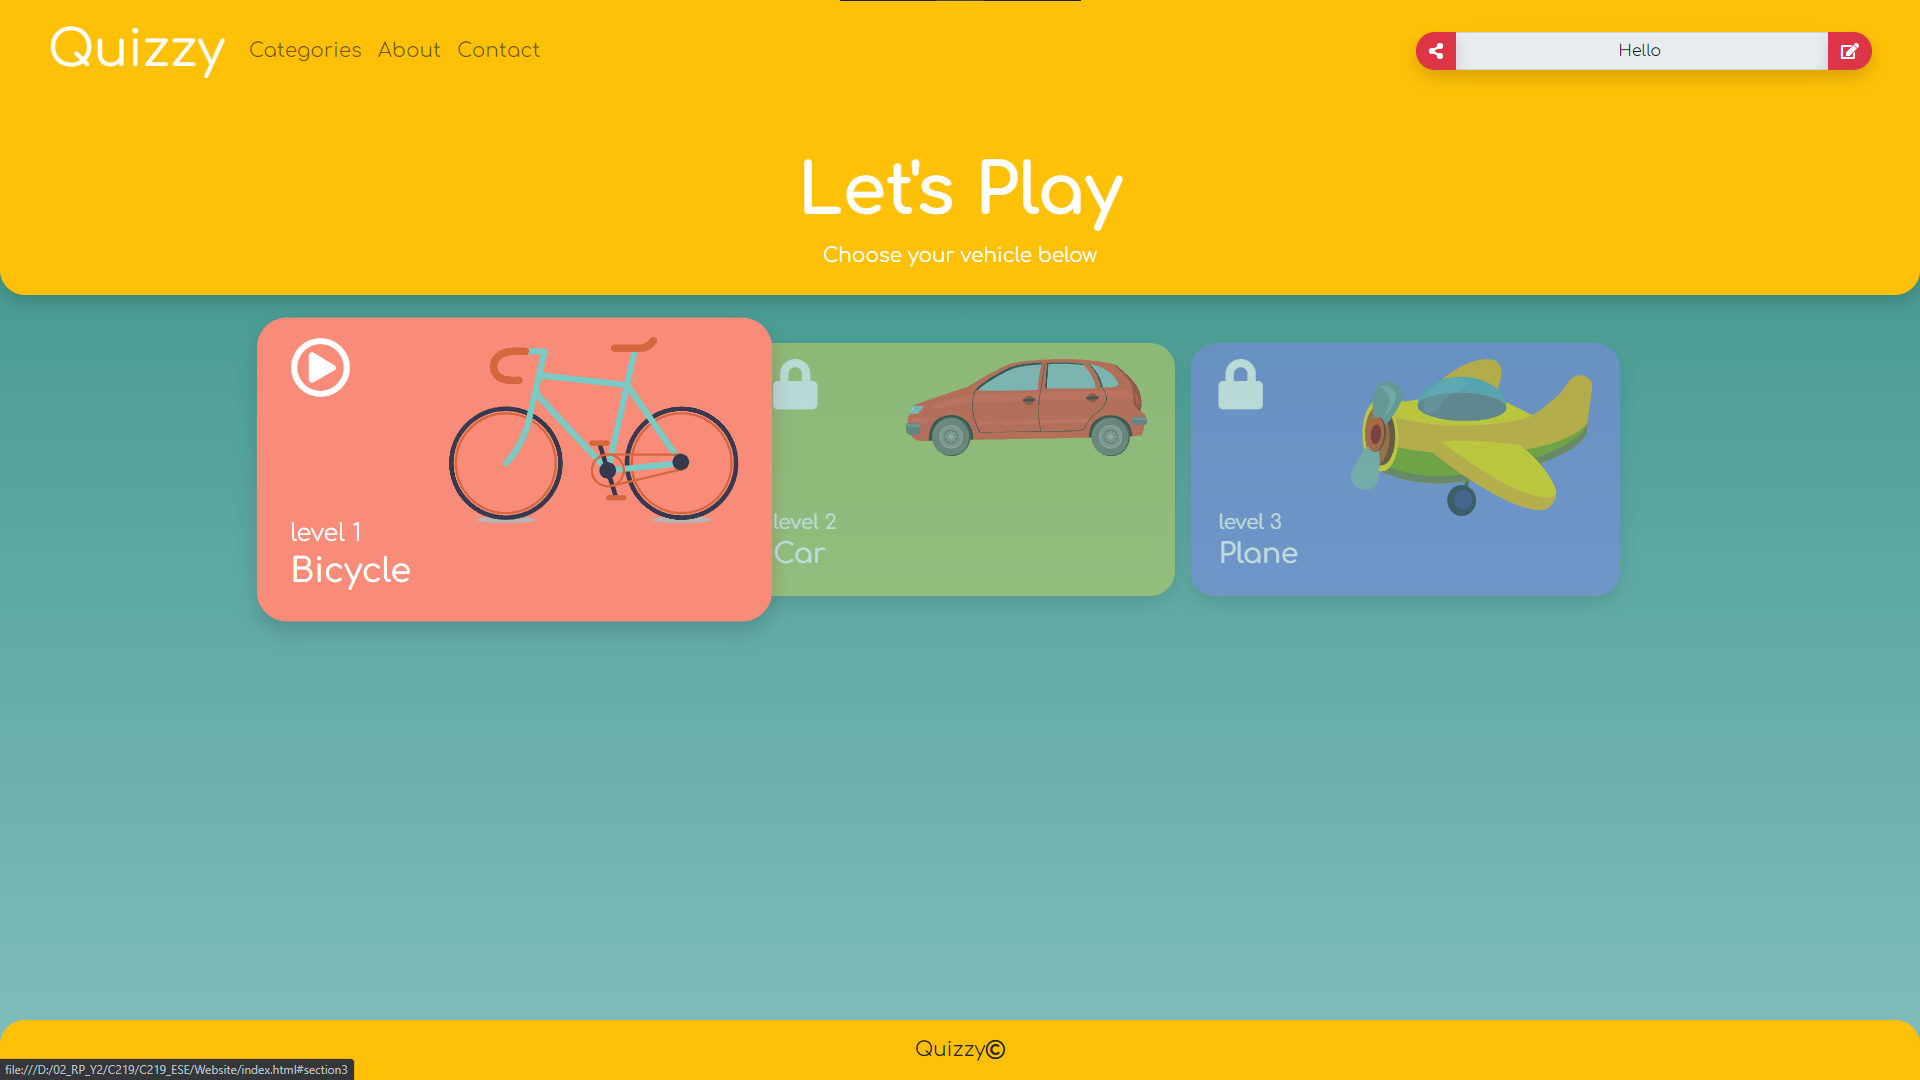 Quizzy
Categories About Contact
Hello
Let's Play
Choose your vehicle below
level 1
Bicycle
level 2
Car
level 3
Plane
Quizzy©
file:///D:/02_RP_Y2/C219/C219_ESE/Website/index.html#section3